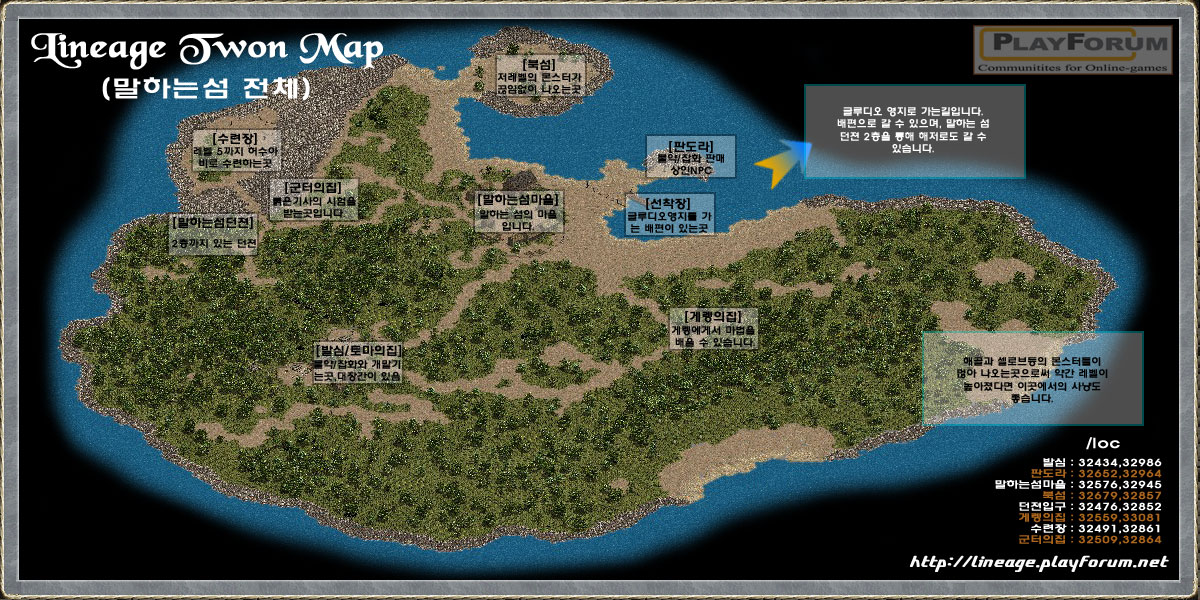 Lineage Twon Map
(말하는섬 전체)
PLAYFORUM
Communitites for Online-games
[북섬]
저레벨의 몬스터가
끊임없이 나오는곳
글루디오 영지로 가는길입니다.
배편으로 갈 수 있으며, 말하는 섬
던젼 2층을 통해 해저로도 갈 수
있습니다.
[수련장]
레벨 5까지 허수아
비로 수련하는곳
[판도라]
물약/잡화 판매
상인NPC
[군터의집]
붉은기사의 시험을
받는곳입니다.
[말하는섬마을]
말하는 섬의 마을
입니다.
[선착장]
글루디오영지를 가
는 배편이 있는곳
[말하는섬던젼]
2층까지 있는 던젼
[게렝의집]
게렝에게서 마법을
배울 수 있습니다.
[발심/토마의집]
물약/잡화와 개팔기
는곳,대장간이 있음
해골과 셀로브등의 몬스터들이
많아 나오는곳으로써 약간 레벨이
높아졌다면 이곳에서의 사냥도
좋습니다.
/loc
발심 : 32434,32986
판도라 : 32652,32964
말하는섬마을 : 32576,32945
북섬 : 32679,32857
던젼입구 : 32476,32852
게렝의집 : 32559,33081
수련장 : 32491,32861
군터의집 : 32509,32864
http://lineage.playforum.net